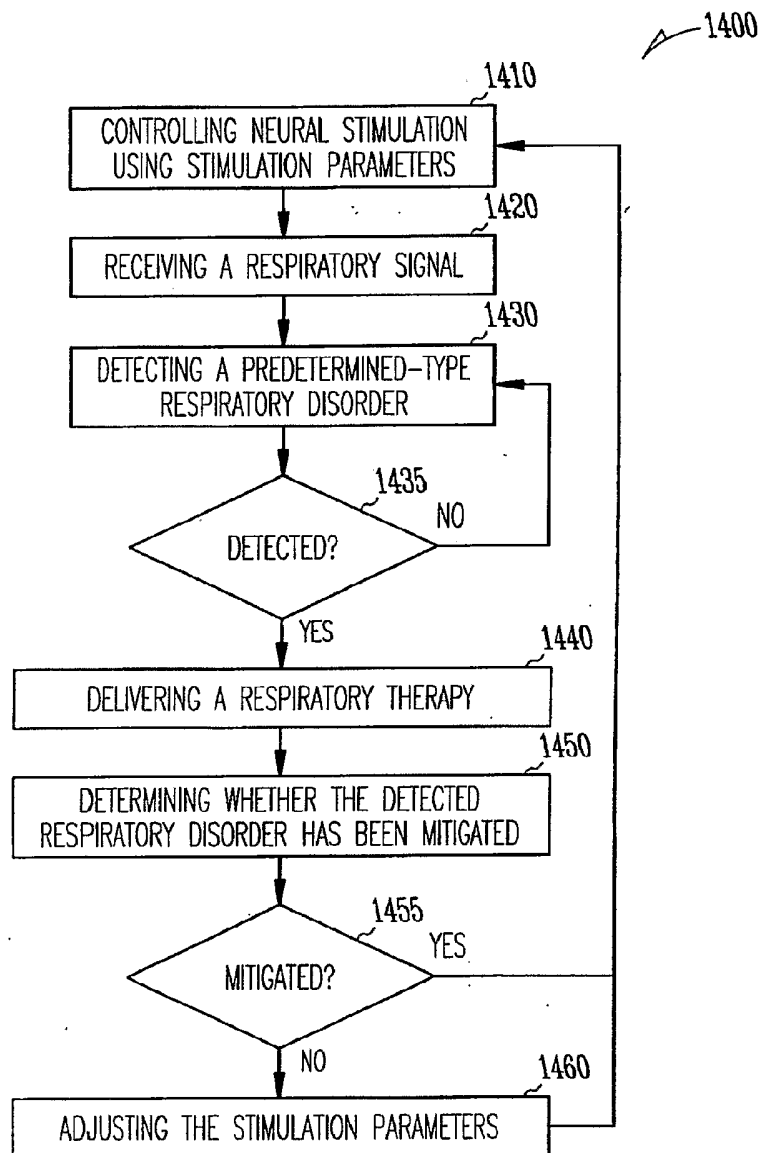 1400
1410
CONTROLLING NEURAL STIMULATION
USING STIMULATION PARAMETERS
1420
RECEIVING A RESPIRATORY SIGNAL
1430
DETECTING A PREDETERMINED-TYPE
RESPIRATORY DISORDER
1435
NO
DETECTED?
YES
1440
DELIVERING A RESPIRATORY THERAPY
1450
DETERMINING WHETHER THE DETECTED
RESPIRATORY DISORDER HAS BEEN MITIGATED
1455
YES
MITIGATED?
NO
1460
ADJUSTING THE STIMULATION PARAMETERS